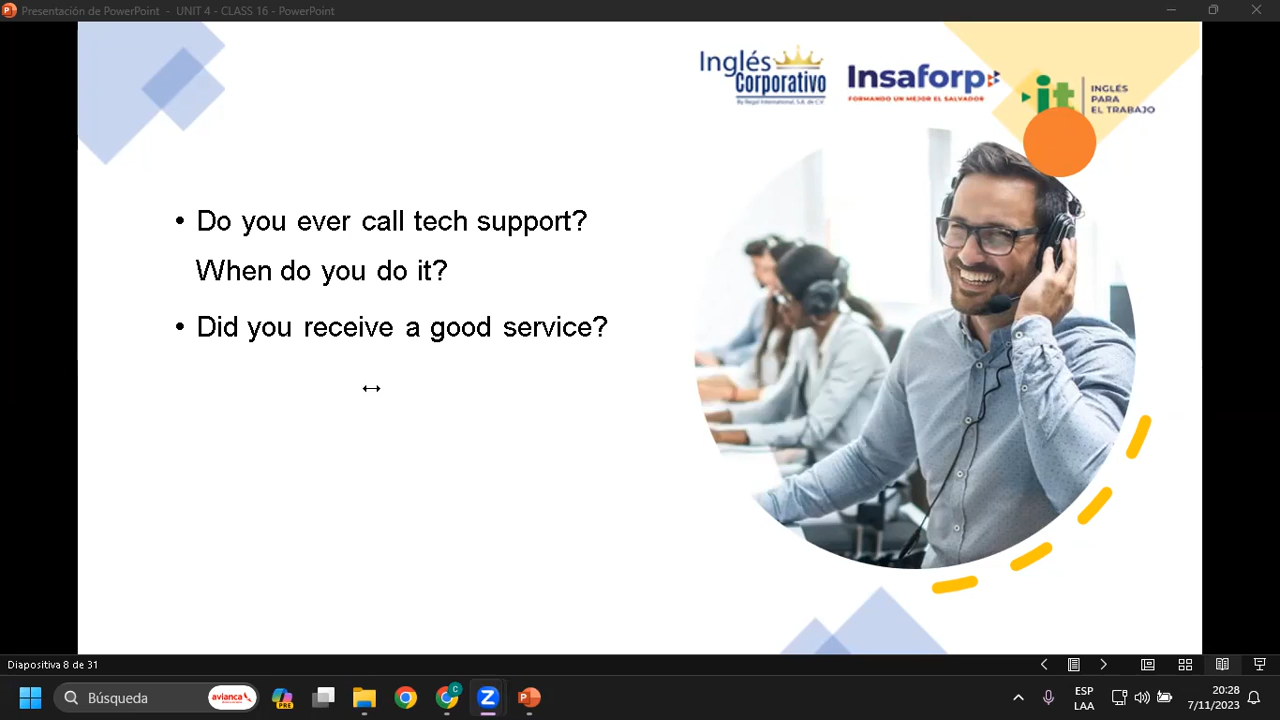 Presentación de PowerPoint - UNIT 4 - CLASS 16 - PowerPoint
Inglés
Corporativo
Insaforp
FORMANDO UN MEJOR EL SALVADOR
it
INGLÉS
PARA
EL TRABAJO
• Do you ever call tech support?
When do you do it?
• Did you receive a good service?
Diapositiva 8 de 31
Búsqueda
avianca
PRE
C
Z
ESP
LAA
20:28
7/11/2023